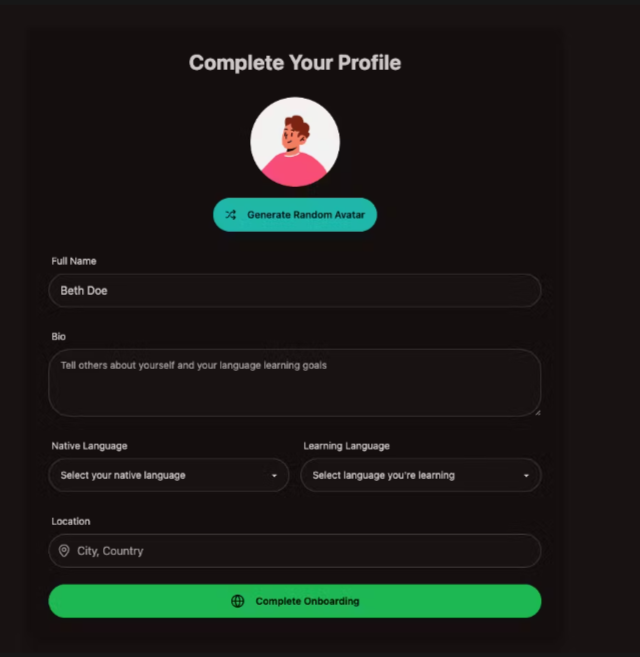 Complete Your Profile
Generate Random Avatar
Full Name
Beth Doe
Bio
Tell others about yourself and your language learning goals
Native Language
Learning Language
Select your native language
Select language you're learning
Location
City, Country
Complete Onboarding